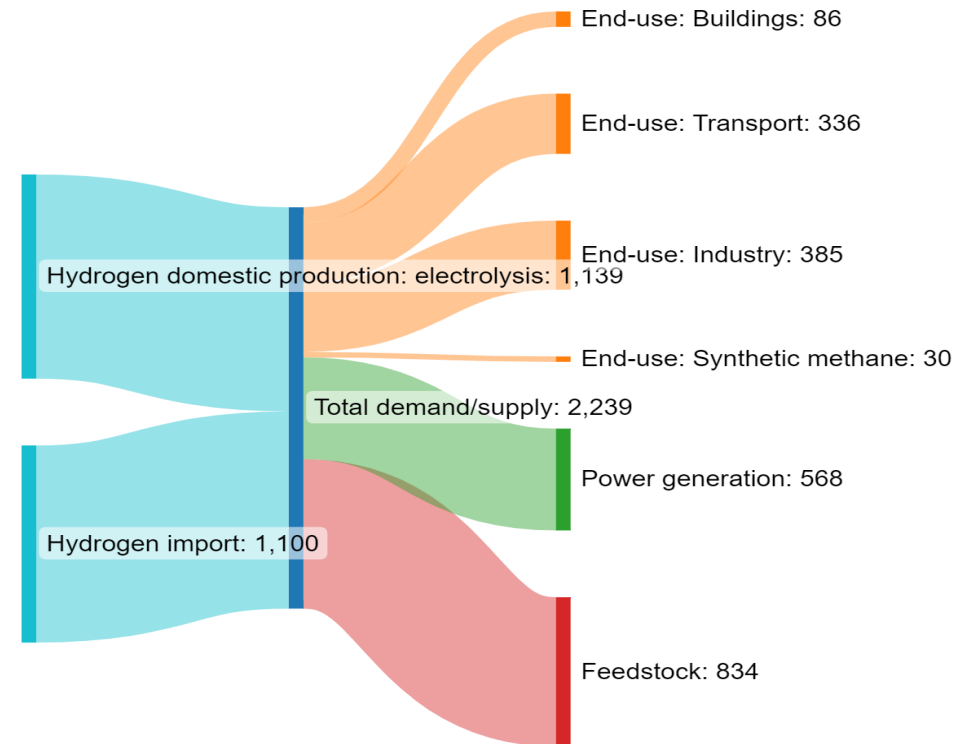 End-use: Buildings: 86
End-use: Transport: 336
End-use: Industry: 385
Hydrogen domestic production: electrolysis: 1,139
End-use: Synthetic methane: 30
Total demand/supply: 2,239
Power generation: 568
Hydrogen import: 1,100
Feedstock: 834